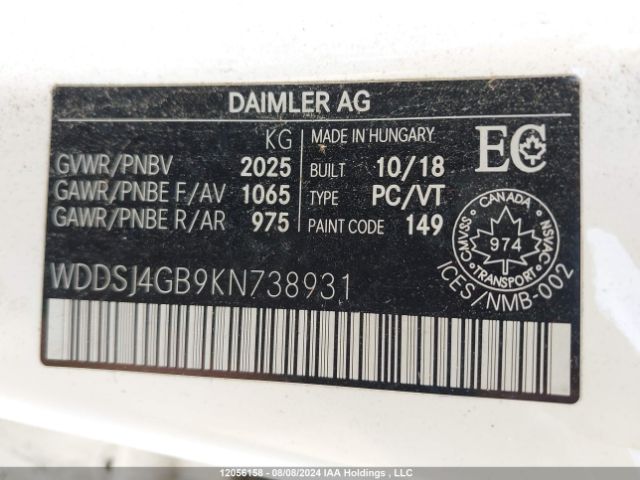 DAIMLER AG
KG
GVWR/PNBV 2025
GAWR/PNBE F/AV 1065
GAWR/PNBE R/AR 975
MADE IN HUNGARY
BUILT 10/18
TYPE PC/VT
PAINT CODE 149
EC
CANADA
CMVSS 974 NSVAC
TRANSPORT
ICES/NMB-002
WDDSJ4GB9KN738931
12056158 - 08/08/2024 IAA Holdings, LLC